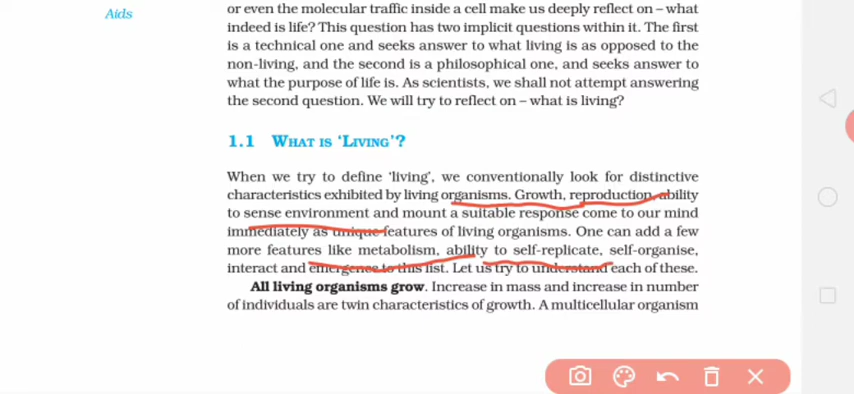 Aids
or even the molecular traffic inside a cell make us deeply reflect on – what
indeed is life? This question has two implicit questions within it. The first
is a technical one and seeks answer to what living is as opposed to the
non-living, and the second is a philosophical one, and seeks answer to
what the purpose of life is. As scientists, we shall not attempt answering
the second question. We will try to reflect on – what is living?
1.1 WHAT IS ‘LIVING’?
When we try to define ‘living’, we conventionally look for distinctive
characteristics exhibited by living organisms. Growth, reproduction, ability
to sense environment and mount a suitable response come to our mind
immediately as unique features of living organisms. One can add a few
more features like metabolism, ability to self-replicate, self-organise,
interact and emergence to this list. Let us try to understand each of these.
All living organisms grow. Increase in mass and increase in number
of individuals are twin characteristics of growth. A multicellular organism